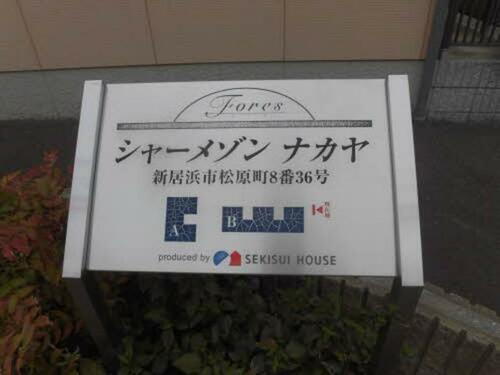 Fores
シャーメゾン ナカヤ
新居浜市松原町8番36号
A B
produced by SEKISUI HOUSE